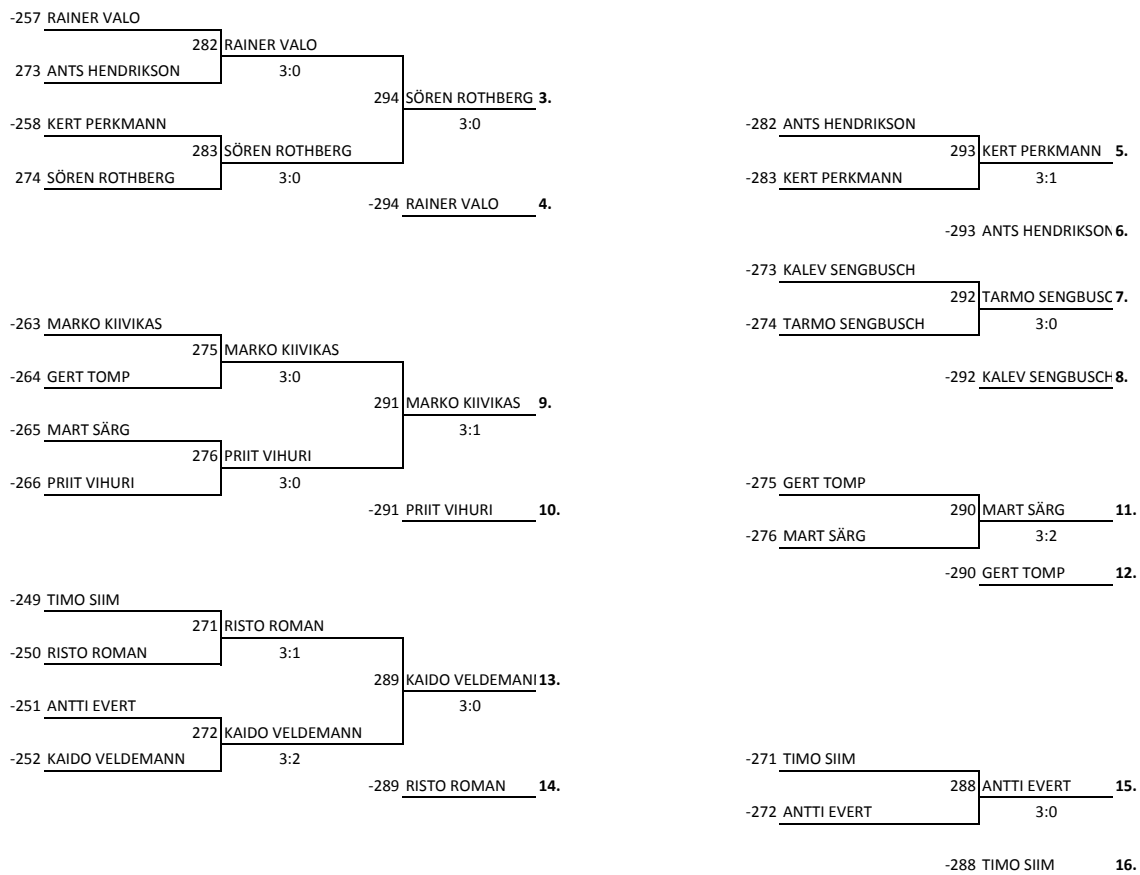 -257 RAINER VALO
282 RAINER VALO
273 ANTS HENDRIKSON 3:0
294 SÖREN ROTHBERG 3.
-258 KERT PERKMANN 3:0 -282 ANTS HENDRIKSON
283 SÖREN ROTHBERG 293 KERT PERKMANN 5.
274 SÖREN ROTHBERG 3:0 -283 KERT PERKMANN 3:1
-294 RAINER VALO 4.
-293 ANTS HENDRIKSON 6.
-273 KALEV SENGBUSCH
292 TARMO SENGBUSC 7.
-263 MARKO KIIVIKAS -274 TARMO SENGBUSCH 3:0
275 MARKO KIIVIKAS
-264 GERT TOMP 3:0 -292 KALEV SENGBUSCH 8.
291 MARKO KIIVIKAS 9.
-265 MART SÄRG 3:1
276 PRIIT VIHURI
-266 PRIIT VIHURI 3:0 -275 GERT TOMP
-291 PRIIT VIHURI 10. 290 MART SÄRG 11.
-276 MART SÄRG 3:2
-290 GERT TOMP 12.
-249 TIMO SIIM
271 RISTO ROMAN
-250 RISTO ROMAN 3:1
289 KAIDO VELDEMANI 13.
-251 ANTTI EVERT 3:0
272 KAIDO VELDEMANN
-252 KAIDO VELDEMANN 3:2 -271 TIMO SIIM
-289 RISTO ROMAN 14. 288 ANTTI EVERT 15.
-272 ANTTI EVERT 3:0
-288 TIMO SIIM 16.